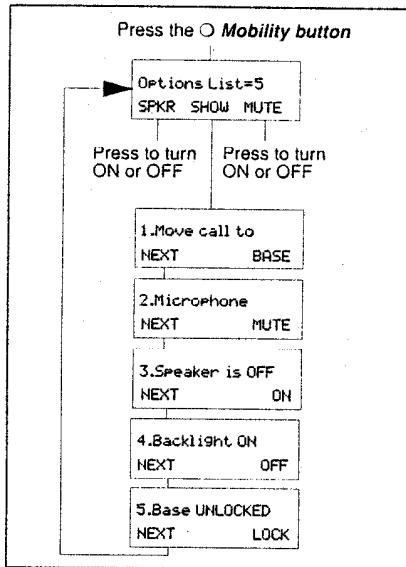 Press the ○ Mobility button
Options List=5
SPKR SHOW MUTE
Press to turn ON or OFF
Press to turn ON or OFF
1.Move call to
NEXT BASE
2.Microphone
NEXT MUTE
3.Speaker is OFF
NEXT ON
4.Backlight ON
NEXT OFF
5.Base UNLOCKED
NEXT LOCK